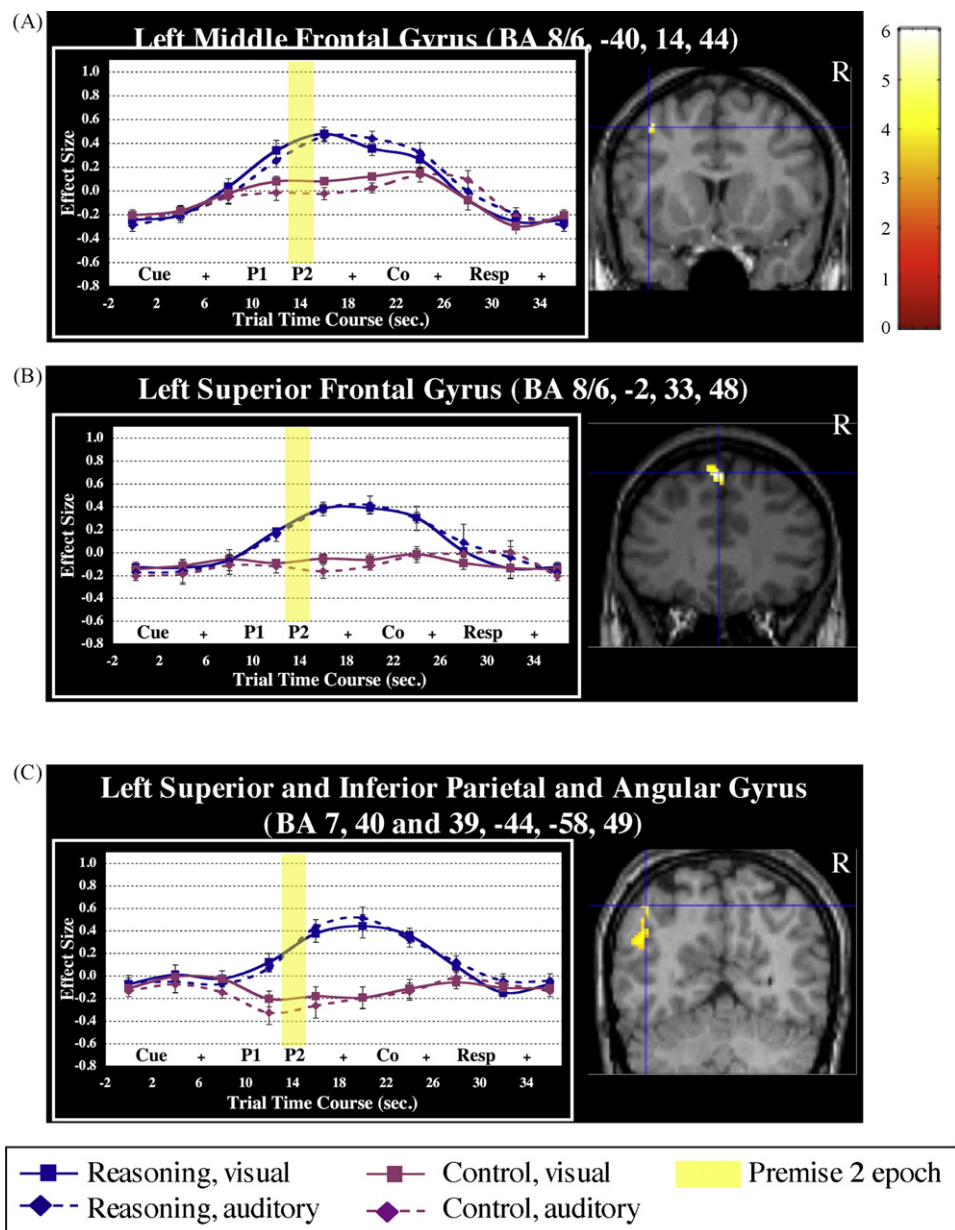 (A)
Left Middle Frontal Gyrus (BA 8/6, -40, 14, 44)
1.0
0.8
0.6
0.4
0.2
0.0
-0.2
-0.4
-0.6
-0.8
Effect Size
Cue + P1 P2 + Co + Resp +
-2 2 6 10 14 18 22 26 30 34
Trial Time Course (sec.)
R
6
5
4
3
2
1
0
(B)
Left Superior Frontal Gyrus (BA 8/6, -2, 33, 48)
1.0
0.8
0.6
0.4
0.2
0.0
-0.2
-0.4
-0.6
-0.8
Effect Size
Cue + P1 P2 + Co + Resp +
-2 2 6 10 14 18 22 26 30 34
Trial Time Course (sec.)
R
(C)
Left Superior and Inferior Parietal and Angular Gyrus
(BA 7, 40 and 39, -44, -58, 49)
1.0
0.8
0.6
0.4
0.2
0.0
-0.2
-0.4
-0.6
-0.8
Effect Size
Cue + P1 P2 + Co + Resp +
-2 2 6 10 14 18 22 26 30 34
Trial Time Course (sec.)
R
Reasoning, visual Control, visual Premise 2 epoch
Reasoning, auditory Control, auditory